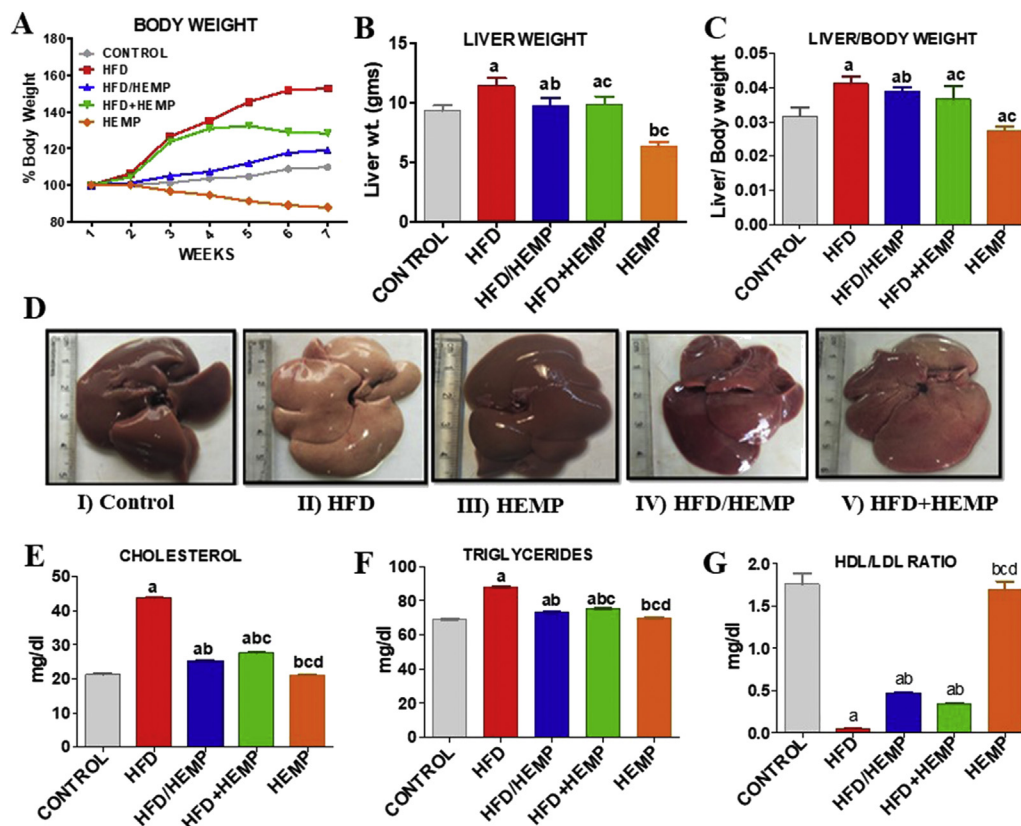 A
BODY WEIGHT
180
160
140
120
100
80
% Body Weight
CONTROL
HFD
HFD/HEMP
HFD+HEMP
HEMP
1 2 3 4 5 6 7
WEEKS
B
LIVER WEIGHT
15
10
5
0
Liver wt. (gms)
a
ab
ac
bc
CONTROL
HFD
HFD/HEMP
HFD+HEMP
HEMP
C
LIVER/BODY WEIGHT
0.05
0.04
0.03
0.02
0.01
0.00
Liver/ Body weight
a
ab
ac
ac
CONTROL
HFD
HFD/HEMP
HFD+HEMP
HEMP
D
I) Control
II) HFD
III) HEMP
IV) HFD/HEMP
V) HFD+HEMP
E
CHOLESTEROL
50
40
30
20
10
0
mg/dl
a
ab
abc
bcd
CONTROL
HFD
HFD/HEMP
HFD+HEMP
HEMP
F
TRIGLYCERIDES
100
80
60
40
20
0
mg/dl
a
ab
abc
bcd
CONTROL
HFD
HFD/HEMP
HFD+HEMP
HEMP
G
HDL/LDL RATIO
2.0
1.5
1.0
0.5
0.0
mg/dl
a
ab
ab
bcd
CONTROL
HFD
HFD/HEMP
HFD+HEMP
HEMP